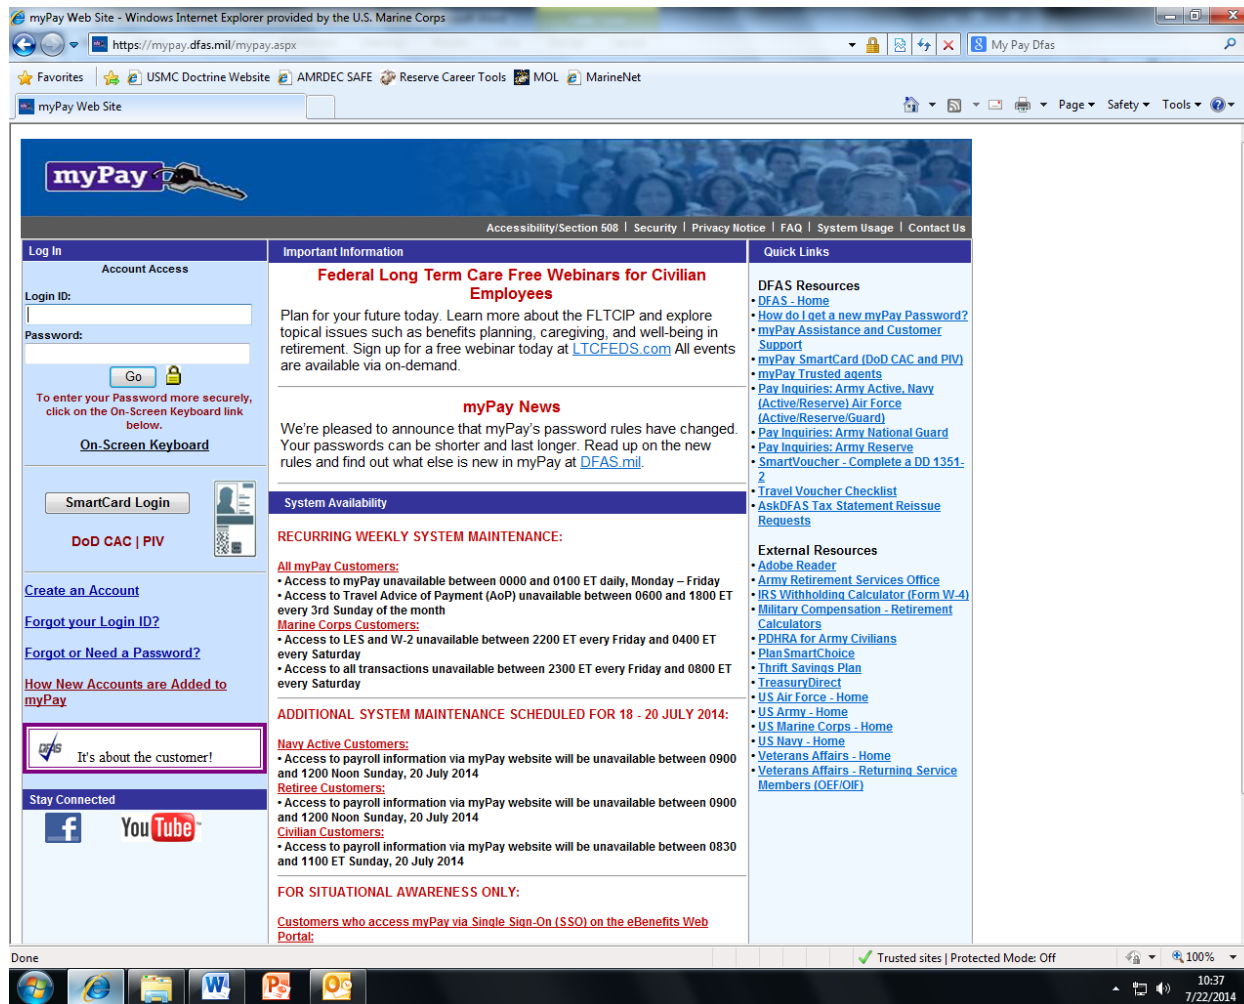 myPay Web Site - Windows Internet Explorer provided by the U.S. Marine Corps
https://mypay.dfas.mil/mypay.aspx
My Pay Dfas
Favorites
USMC Doctrine Website
AMRDEC SAFE
Reserve Career Tools
MOL
MarineNet
myPay Web Site
Page
Safety
Tools
myPay
Accessibility/Section 508 | Security | Privacy Notice | FAQ | System Usage | Contact Us
Log In
Account Access
Login ID:
Password:
Go
To enter your Password more securely,
click on the On-Screen Keyboard link
below.
On-Screen Keyboard
SmartCard Login
DoD CAC | PIV
Create an Account
Forgot your Login ID?
Forgot or Need a Password?
How New Accounts are Added to
myPay
DFAS
It's about the customer!
Stay Connected
f
YouTube
Important Information
Federal Long Term Care Free Webinars for Civilian
Employees
Plan for your future today. Learn more about the FLTCIP and explore
topical issues such as benefits planning, caregiving, and well-being in
retirement. Sign up for a free webinar today at LTCFEDS.com All events
are available via on-demand.
myPay News
We're pleased to announce that myPay's password rules have changed.
Your passwords can be shorter and last longer. Read up on the new
rules and find out what else is new in myPay at DFAS.mil.
System Availability
RECURRING WEEKLY SYSTEM MAINTENANCE:
All myPay Customers:
• Access to myPay unavailable between 0000 and 0100 ET daily, Monday – Friday
• Access to Travel Advice of Payment (AoP) unavailable between 0600 and 1800 ET
every 3rd Sunday of the month
Marine Corps Customers:
• Access to LES and W-2 unavailable between 2200 ET every Friday and 0400 ET
every Saturday
• Access to all transactions unavailable between 2300 ET every Friday and 0800 ET
every Saturday
ADDITIONAL SYSTEM MAINTENANCE SCHEDULED FOR 18 - 20 JULY 2014:
Navy Active Customers:
• Access to payroll information via myPay website will be unavailable between 0900
and 1200 Noon Sunday, 20 July 2014
Retiree Customers:
• Access to payroll information via myPay website will be unavailable between 0900
and 1200 Noon Sunday, 20 July 2014
Civilian Customers:
• Access to payroll information via myPay website will be unavailable between 0830
and 1100 ET Sunday, 20 July 2014
FOR SITUATIONAL AWARENESS ONLY:
Customers who access myPay via Single Sign-On (SSO) on the eBenefits Web
Portal:
Quick Links
DFAS Resources
• DFAS - Home
• How do I get a new myPay Password?
• myPay Assistance and Customer
Support
• myPay SmartCard (DoD CAC and PIV)
• myPay Trusted agents
• Pay Inquiries: Army Active, Navy
(Active/Reserve) Air Force
(Active/Reserve/Guard)
• Pay Inquiries: Army National Guard
• Pay Inquiries: Army Reserve
• SmartVoucher - Complete a DD 1351-
2
• Travel Voucher Checklist
• AskDFAS Tax Statement Reissue
Requests
External Resources
• Adobe Reader
• Army Retirement Services Office
• IRS Withholding Calculator (Form W-4)
• Military Compensation - Retirement
Calculators
• PDHRA for Army Civilians
• PlanSmartChoice
• Thrift Savings Plan
• TreasuryDirect
• US Air Force - Home
• US Army - Home
• US Marine Corps - Home
• US Navy - Home
• Veterans Affairs - Home
• Veterans Affairs - Returning Service
Members (OEF/OIF)
Done
Trusted sites | Protected Mode: Off
100%
10:37
7/22/2014